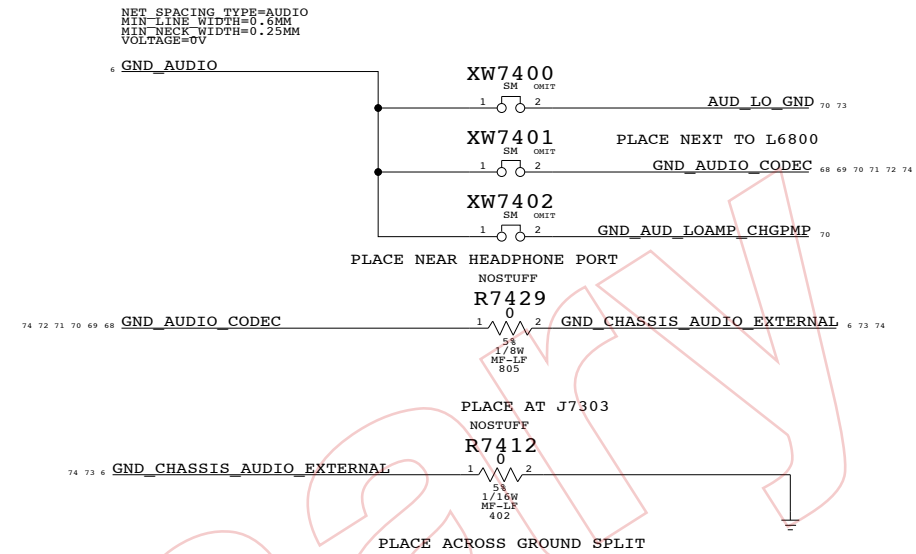 NET_SPACING_TYPE=AUDIO
MIN_LINE_WIDTH=0.6MM
MIN_NECK_WIDTH=0.25MM
VOLTAGE=0V
6 GND_AUDIO
XW7400
SM OMIT
1 2 AUD_LO_GND 70 73
XW7401 PLACE NEXT TO L6800
SM OMIT
1 2 GND_AUDIO_CODEC 68 69 70 71 72 74
XW7402
SM OMIT
1 2 GND_AUD_LOAMP_CHGPMP 70
PLACE NEAR HEADPHONE PORT
NOSTUFF
R7429
0
74 72 71 70 69 68 GND_AUDIO_CODEC 1 2 GND_CHASSIS_AUDIO_EXTERNAL 6 73 74
5%
1/8W
MF-LF
805
PLACE AT J7303
NOSTUFF
R7412
0
74 73 6 GND_CHASSIS_AUDIO_EXTERNAL 1 2
5%
1/16W
MF-LF
402
PLACE ACROSS GROUND SPLIT
ary